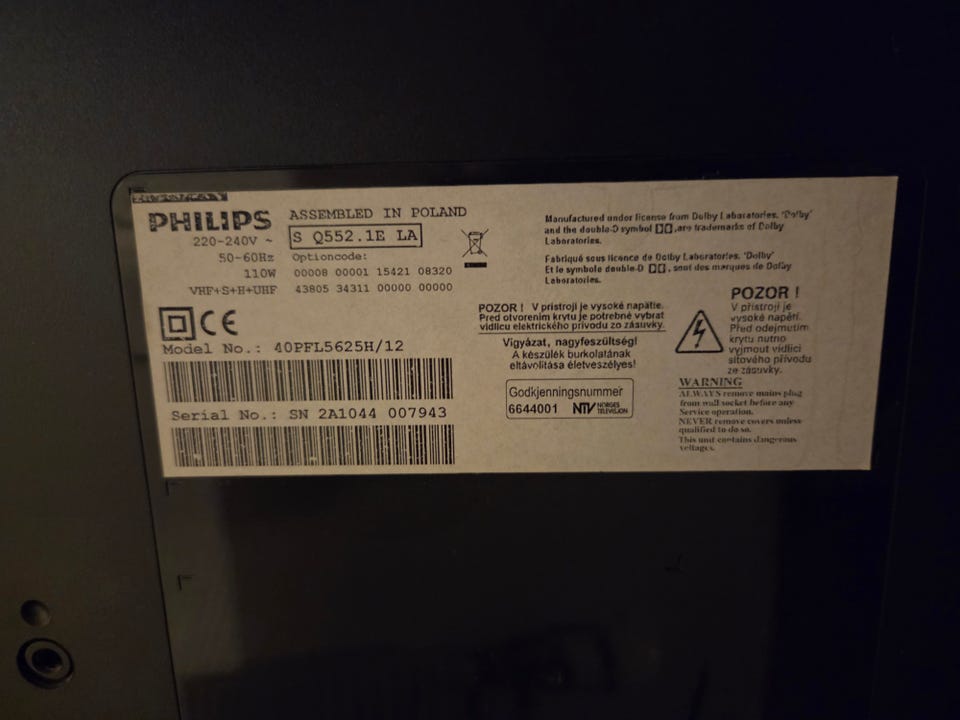 PHILIPS
220-240V ~
50-60Hz
110W
VHF+S+H+UHF
ASSEMBLED IN POLAND
S Q552.1E LA
Optioncode:
00008 00001 15421 08320
43805 34311 00000 00000
CE
Model No.: 40PFL5625H/12
Serial No.: SN 2A1044 007943
Manufactured under license from Dolby Laboratories. 'Dolby'
and the double-D symbol ,are trademarks of Dolby
Laboratories.
Fabriqué sous licence de Dolby Laboratories. 'Dolby'
Et le symbole double-D , sont des marques de Dolby
Laboratories.
POZOR ! V pristroji je vysoké napätie.
Pred otvorením krytu je potrebné vybrat
vidlicu elektrického privodu zo zásuvky.
Vigyázat, nagyfeszültség!
A készülék burkolatának
eltávolítása életveszélyes!
Godkjenningsnummer
6644001 NTV NORGES
TELEVISION
POZOR !
V přístroji je
vysoké napětí.
Před odejmutím
krytu nutno
vyjmout vidlici
síťového přívodu
ze zásuvky.
WARNING
ALWAYS remove mains plug
from wall socket before any
Service operation.
NEVER remove covers unless
qualified to do so.
This unit contains dangerous
voltages.